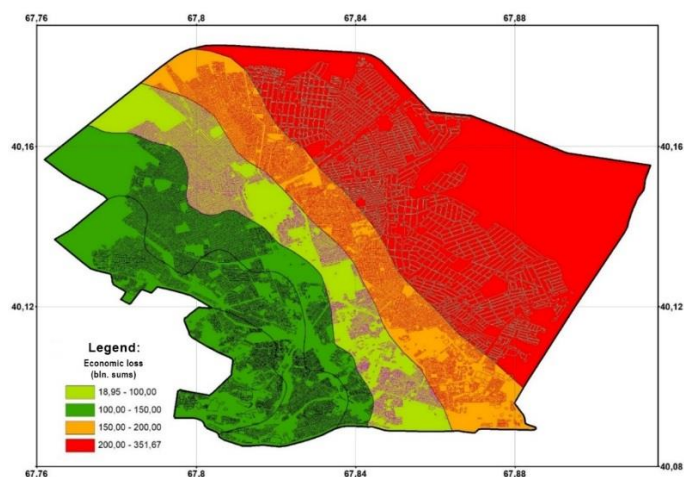 67,76 67,8 67,84 67,88
40,16 40,16
40,12 40,12
40,08
Legend:
Economic loss
(bln. sums)
18,95 - 100,00
100,00 - 150,00
150,00 - 200,00
200,00 - 351,67
67,76 67,8 67,84 67,88